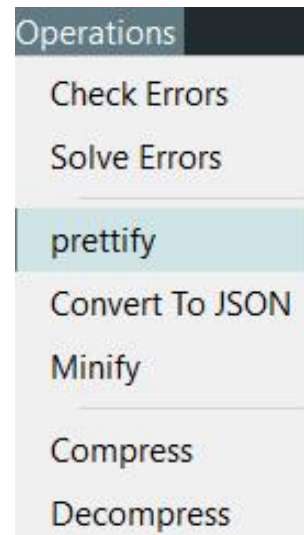 Operations
Check Errors
Solve Errors
prettify
Convert To JSON
Minify
Compress
Decompress